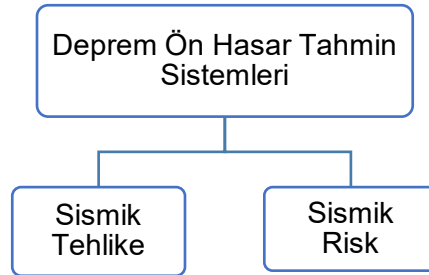 Deprem Ön Hasar Tahmin
Sistemleri
Sismik
Tehlike
Sismik
Risk